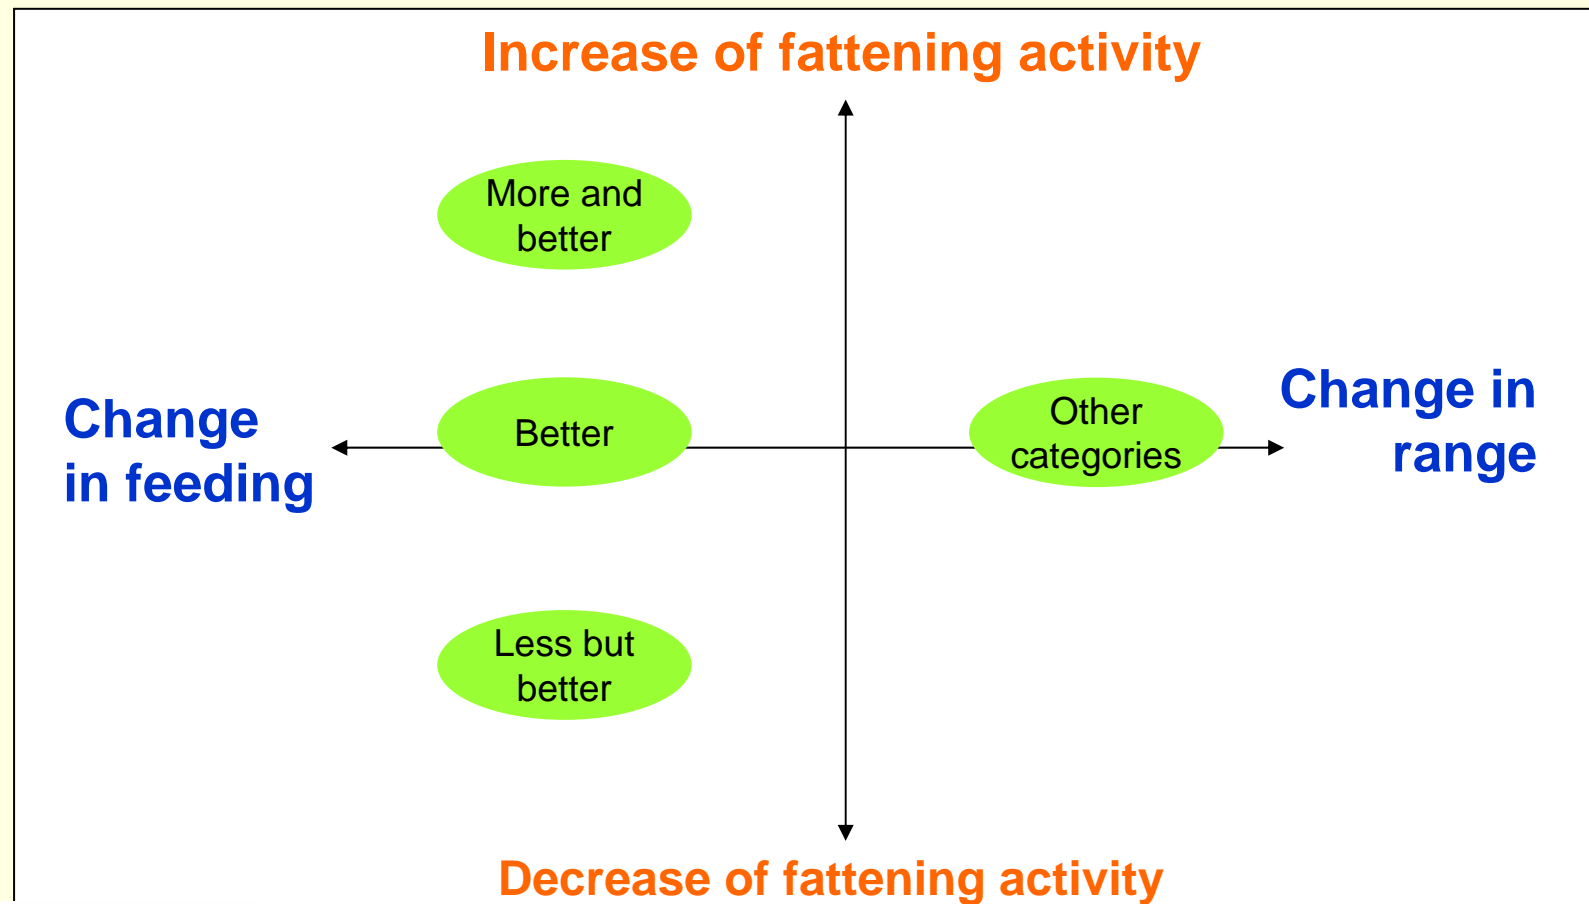 Increase of fattening activity
More and
better
Change
in feeding
Better
Other
categories
Change in
range
Less but
better
Decrease of fattening activity